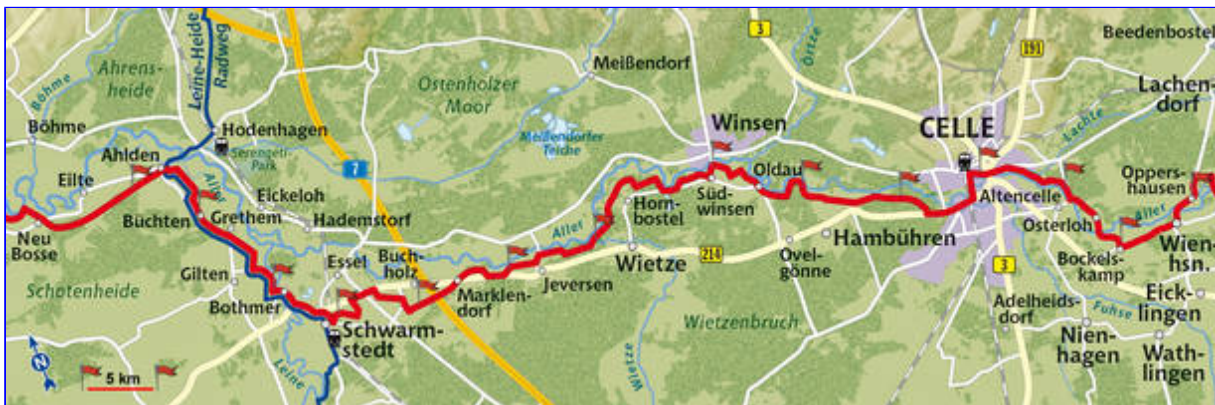 Leine-Heide
Radweg
Ahrens-
heide
Böhme
Böhme
Hodenhagen
Serengeti-
Park
Ahlden
Eilte
Aller
Eickeloh
Büchten
Grethem
Hademstorf
Neu
Bosse
Gilten
Essel
Buch-
holz
Schotenheide
Bothmer
Schwarm-
stedt
Leine
N
5 km
7
Ostenholzer
Moor
Meißendorf
Meißendorfer
Teiche
Örtze
3
191
Beedenbostel
Lachen-
dorf
Lachte
Winsen
CELLE
Oldau
Süd-
winsen
Horn-
bostel
Aller
Marklen-
dorf
Jeversen
Wietze
214
Ovel-
gönne
Hambühren
Wietze
Wietzenbruch
Altencelle
Osterloh
Oppers-
hausen
Aller
Bockels-
kamp
Wien-
hsn.
3
Adelheids-
dorf
Fuhse
Eick-
lingen
Nien-
hagen
Wath-
lingen